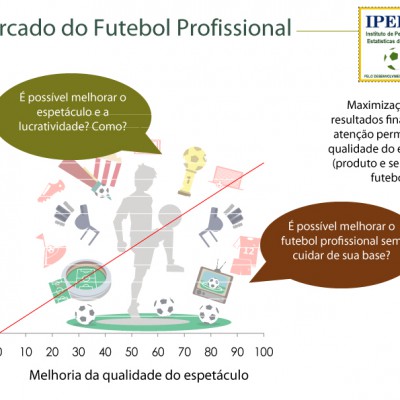 rcado do Futebol Profissional
IPE
Instituto de Pe
Estatísticas d
PELO DESENVOLVIME
É possível melhorar o
espetáculo e a
lucratividade? Como?
Maximizaç
resultados fina
atenção perm
qualidade do e
(produto e se
futebo
É possível melhorar o
futebol profissional sem
cuidar de sua base?
0 10 20 30 40 50 60 70 80 90 100
Melhoria da qualidade do espetáculo